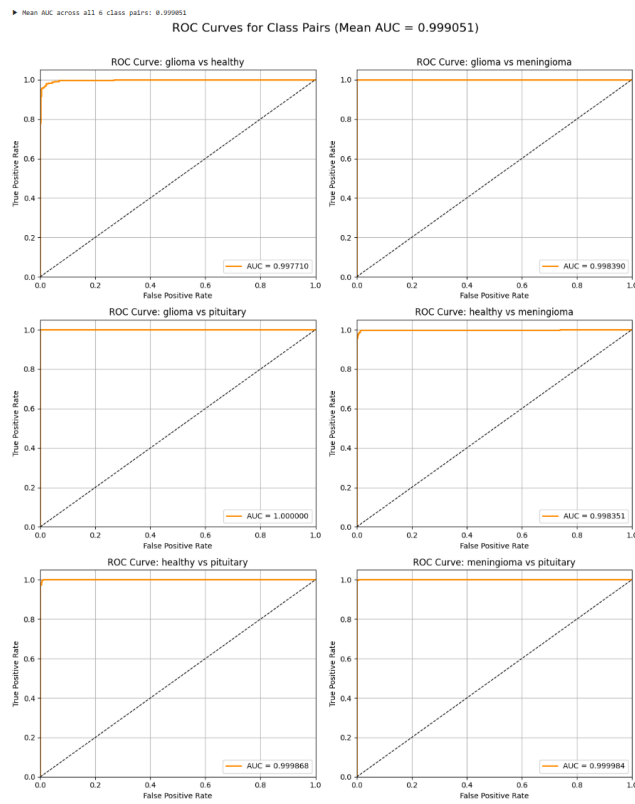 ▶ Mean AUC across all 6 class pairs: 0.999051
ROC Curves for Class Pairs (Mean AUC = 0.999051)
ROC Curve: glioma vs healthy
True Positive Rate
1.0
0.8
0.6
0.4
0.2
0.0
0.0 0.2 0.4 0.6 0.8 1.0
False Positive Rate
AUC = 0.997710
ROC Curve: glioma vs meningioma
True Positive Rate
1.0
0.8
0.6
0.4
0.2
0.0
0.0 0.2 0.4 0.6 0.8 1.0
False Positive Rate
AUC = 0.998390
ROC Curve: glioma vs pituitary
True Positive Rate
1.0
0.8
0.6
0.4
0.2
0.0
0.0 0.2 0.4 0.6 0.8 1.0
False Positive Rate
AUC = 1.000000
ROC Curve: healthy vs meningioma
True Positive Rate
1.0
0.8
0.6
0.4
0.2
0.0
0.0 0.2 0.4 0.6 0.8 1.0
False Positive Rate
AUC = 0.998351
ROC Curve: healthy vs pituitary
True Positive Rate
1.0
0.8
0.6
0.4
0.2
0.0
0.0 0.2 0.4 0.6 0.8 1.0
False Positive Rate
AUC = 0.999868
ROC Curve: meningioma vs pituitary
True Positive Rate
1.0
0.8
0.6
0.4
0.2
0.0
0.0 0.2 0.4 0.6 0.8 1.0
False Positive Rate
AUC = 0.999984